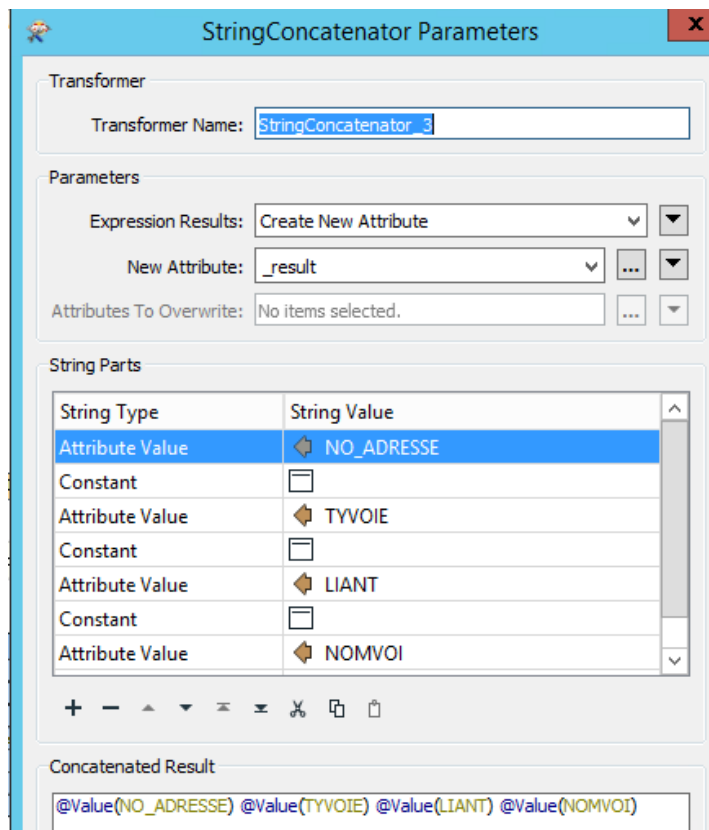 StringConcatenator Parameters
x
Transformer
Transformer Name: StringConcatenator_3
Parameters
Expression Results: Create New Attribute
New Attribute: _result ...
Attributes To Overwrite: No items selected. ...
String Parts
String Type String Value
Attribute Value NO_ADRESSE
Constant
Attribute Value TYVOIE
Constant
Attribute Value LIANT
Constant
Attribute Value NOMVOI
Concatenated Result
@Value(NO_ADRESSE) @Value(TYVOIE) @Value(LIANT) @Value(NOMVOI)